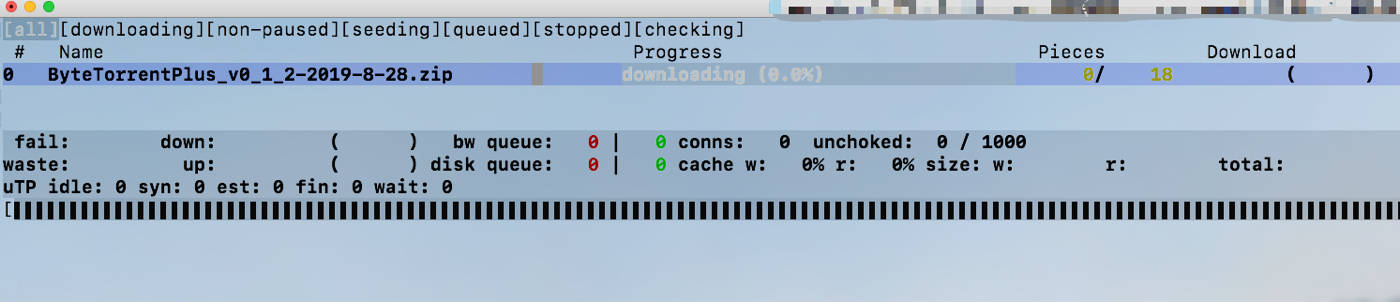 [all][downloading][non-paused][seeding][queued][stopped][checking]
# Name Progress Pieces Download
0 ByteTorrentPlus_v0_1_2-2019-8-28.zip downloading (0.0%) 0/ 18 ( )
fail: down: ( ) bw queue: 0 | 0 conns: 0 unchoked: 0 / 1000
waste: up: ( ) disk queue: 0 | 0 cache w: 0% r: 0% size: w: r: total:
uTP idle: 0 syn: 0 est: 0 fin: 0 wait: 0
[